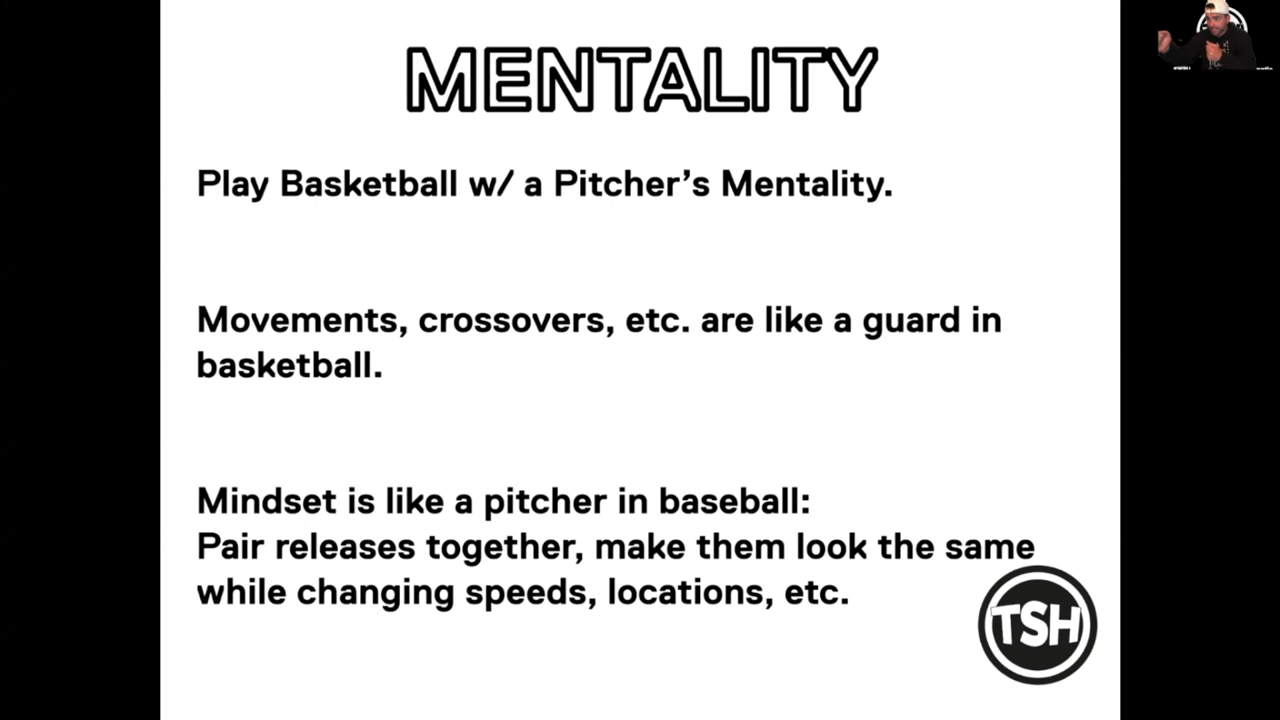 MENTALITY
Play Basketball w/ a Pitcher's Mentality.
Movements, crossovers, etc. are like a guard in
basketball.
Mindset is like a pitcher in baseball:
Pair releases together, make them look the same
while changing speeds, locations, etc.
TSH